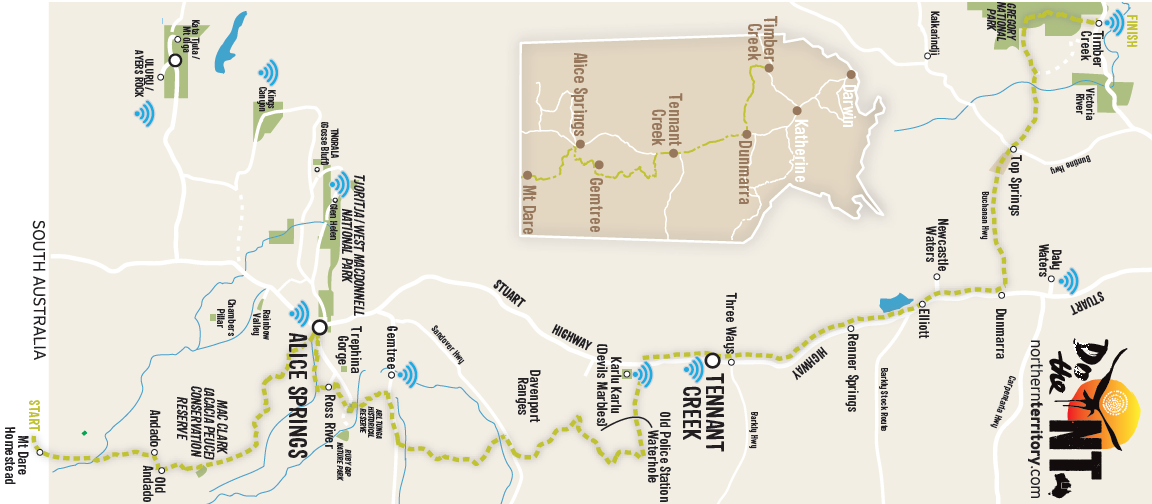 FINISH
Timber
Creek
GREGORY
NATIONAL
PARK
Victoria
River
Kalkarindji
Buntine Hwy
Top Springs
Buchanan Hwy
Daly
Waters
STUART
Dunmarra
Newcastle
Waters
Elliott
Carpentaria Hwy
Do
the
NT
northernterritory.com
Renner Springs
HIGHWAY
Barkly Stock Route
Three Ways
TENNANT
CREEK
Barkly Hwy
Karlu Karlu
(Devils Marbles)
Old Police Station
Waterhole
Davenport
Ranges
STUART
HIGHWAY
Sandover Hwy
Gemtree
Trephina
Gorge
ARLTUNGA
HISTORICAL
RESERVE
RUBY GAP
NATURE PARK
Ross River
ALICE SPRINGS
TJORITJA / WEST MACDONNELL
NATIONAL PARK
Glen Helen
TNORALA
(Gosse Bluff)
Kings
Canyon
Kata Tjuta /
Mt Olga
ULURU /
AYERS ROCK
Rainbow
Valley
Chambers
Pillar
MAC CLARK
(ACACIA PEUCE)
CONSERVATION
RESERVE
Andado
Old
Andado
START
Mt Dare
Homestead
SOUTH AUSTRALIA
Darwin
Katherine
Timber
Creek
Dunmarra
Tennant
Creek
Alice Springs
Gemtree
Mt Dare